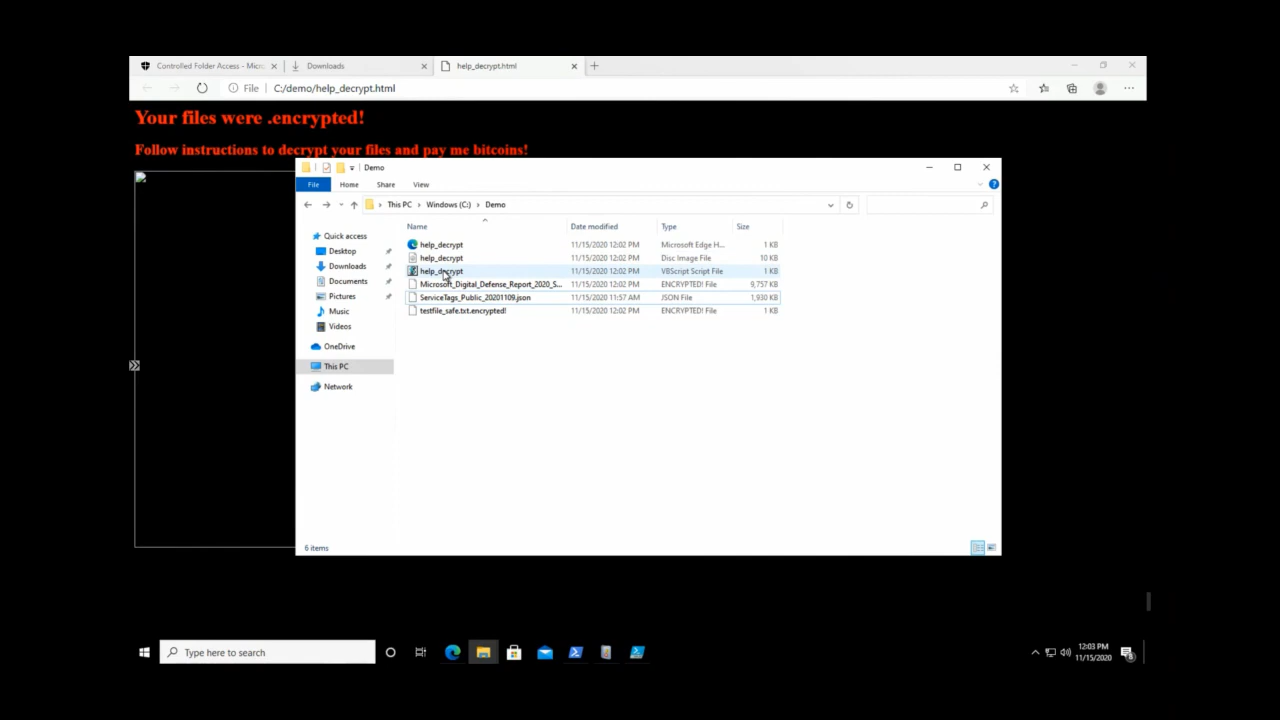 Controlled Folder Access - Micr
Downloads
help_decrypt.html
File
C:/demo/help_decrypt.html
Your files were .encrypted!
Follow instructions to decrypt your files and pay me bitcoins!
Demo
File Home Share View
This PC > Windows (C:) > Demo
Name Date modified Type Size
Quick access
Desktop
Downloads
Documents
Pictures
Music
Videos
OneDrive
This PC
Network
help_decrypt 11/15/2020 12:02 PM Microsoft Edge H... 1 KB
help_decrypt 11/15/2020 12:02 PM Disc Image File 10 KB
help_decrypt 11/15/2020 12:02 PM VBScript Script File 1 KB
Microsoft_Digital_Defense_Report_2020_S... 11/15/2020 12:02 PM ENCRYPTED! File 9,757 KB
ServiceTags_Public_20201109.json 11/15/2020 11:57 AM JSON File 1,930 KB
testfile_safe.txt.encrypted! 11/15/2020 12:02 PM ENCRYPTED! File 1 KB
6 items
Type here to search
12:03 PM
11/15/2020